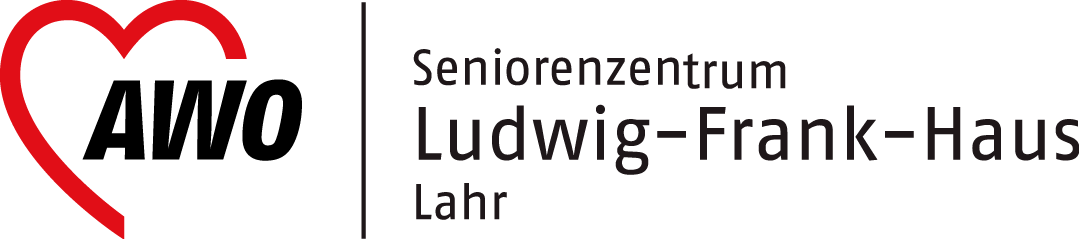 AWO
Seniorenzentrum
Ludwig-Frank-Haus
Lahr